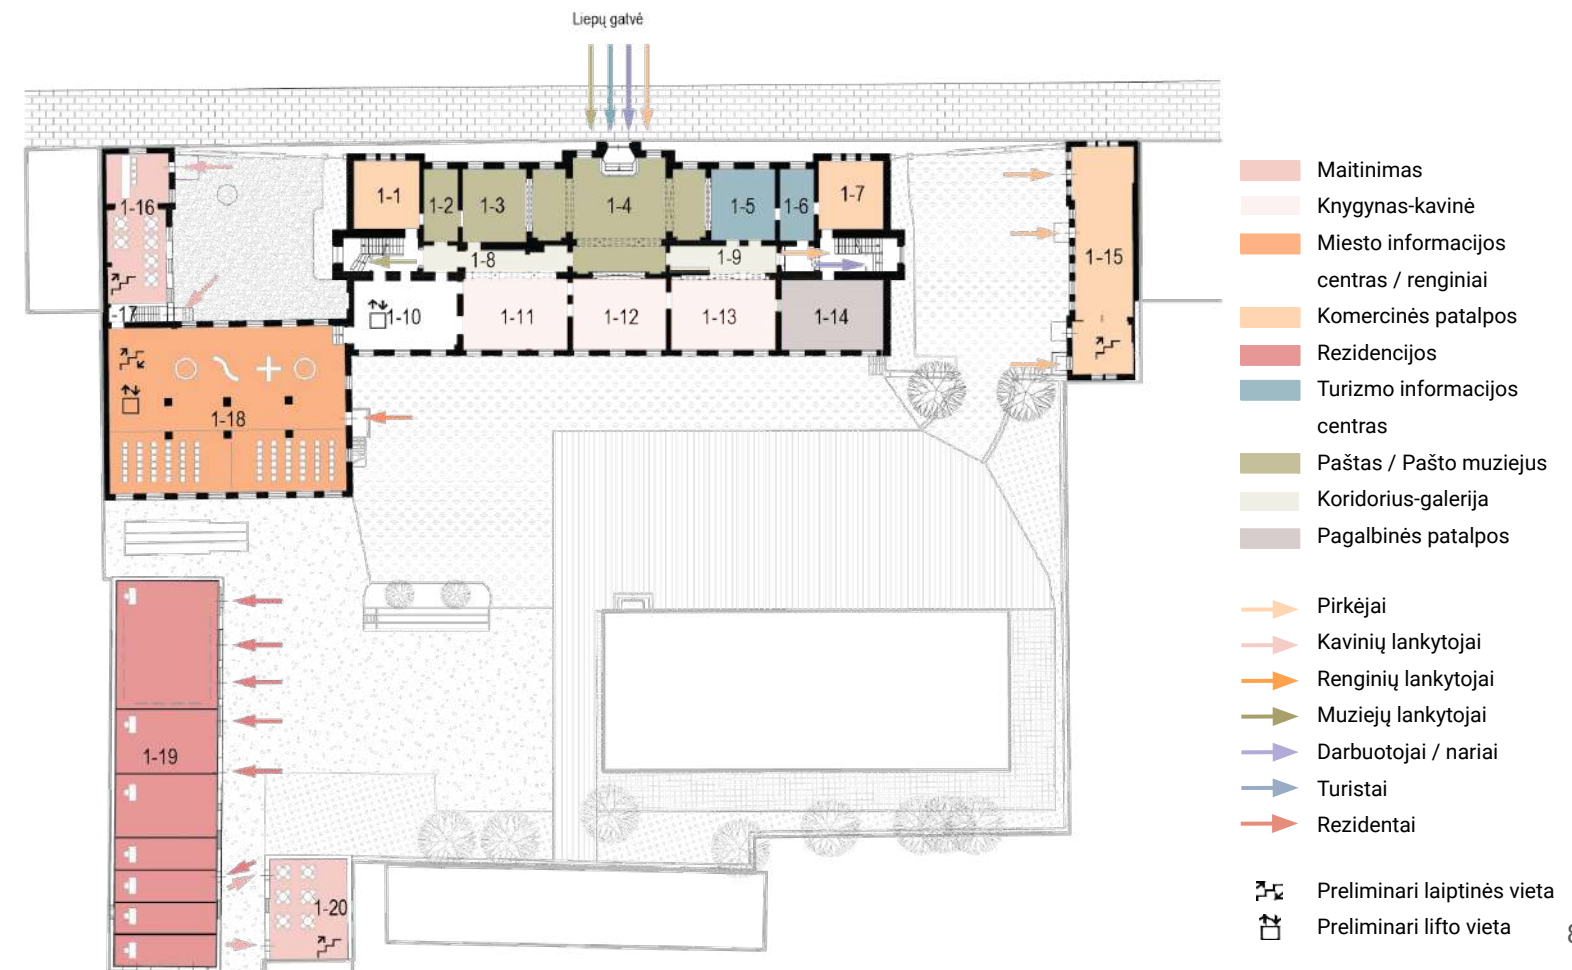 Liepų gatvė
1-16
1-17
1-1
1-2
1-3
1-4
1-5
1-6
1-7
1-8
1-9
1-10
1-11
1-12
1-13
1-14
1-15
1-18
1-19
1-20
Maitinimas
Knygynas-kavinė
Miesto informacijos
centras / renginiai
Komercinės patalpos
Rezidencijos
Turizmo informacijos
centras
Paštas / Pašto muziejus
Koridorius-galerija
Pagalbinės patalpos
Pirkėjai
Kavinių lankytojai
Renginių lankytojai
Muziejų lankytojai
Darbuotojai / nariai
Turistai
Rezidentai
Preliminari laiptinės vieta
Preliminari lifto vieta